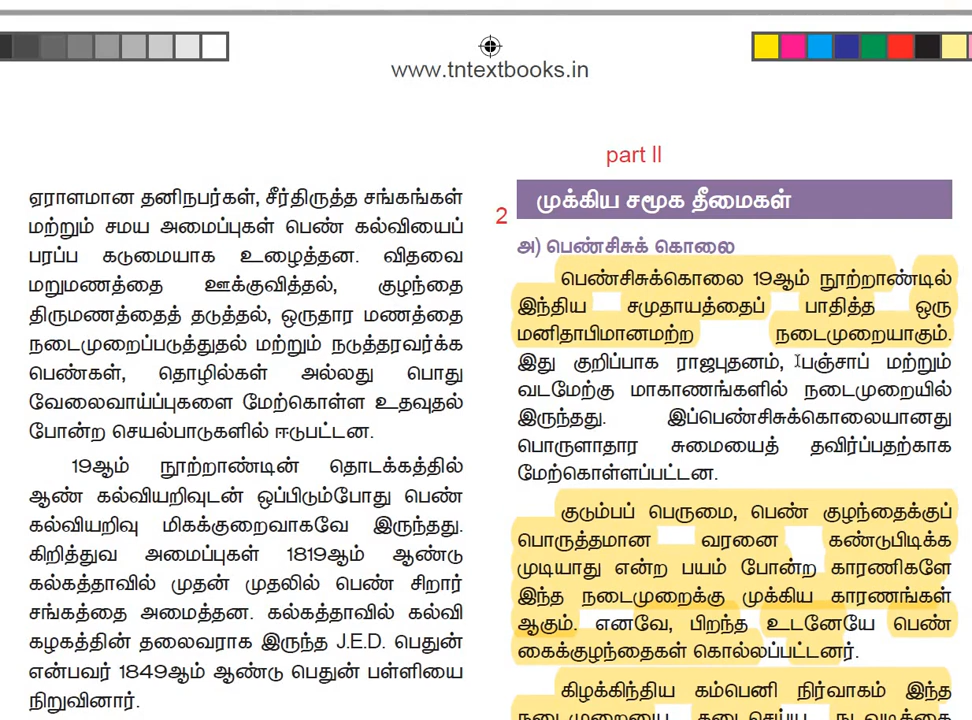 www.tntextbooks.in
ஏராளமான தனிநபர்கள், சீர்திருத்த சங்கங்கள்
மற்றும் சமய அமைப்புகள் பெண் கல்வியைப்
பரப்ப கடுமையாக உழைத்தன. விதவை
மறுமணத்தை ஊக்குவித்தல், குழந்தை
திருமணத்தைத் தடுத்தல், ஒருதார மணத்தை
நடைமுறைப்படுத்துதல் மற்றும் நடுத்தரவர்க்க
பெண்கள், தொழில்கள் அல்லது பொது
வேலைவாய்ப்புகளை மேற்கொள்ள உதவுதல்
போன்ற செயல்பாடுகளில் ஈடுபட்டன.
19ஆம் நூற்றாண்டின் தொடக்கத்தில்
ஆண் கல்வியறிவுடன் ஒப்பிடும்போது பெண்
கல்வியறிவு மிகக்குறைவாகவே இருந்தது.
கிறித்துவ அமைப்புகள் 1819ஆம் ஆண்டு
கல்கத்தாவில் முதன் முதலில் பெண் சிறார்
சங்கத்தை அமைத்தன. கல்கத்தாவில் கல்வி
கழகத்தின் தலைவராக இருந்த J.E.D. பெதுன்
என்பவர் 1849ஆம் ஆண்டு பெதுன் பள்ளியை
நிறுவினார்.
part II
2
முக்கிய சமூக தீமைகள்
அ) பெண்சிசுக் கொலை
பெண்சிசுக்கொலை 19ஆம் நூற்றாண்டில்
இந்திய சமுதாயத்தைப் பாதித்த ஒரு
மனிதாபிமானமற்ற நடைமுறையாகும்.
இது குறிப்பாக ராஜபுதனம், பஞ்சாப் மற்றும்
வடமேற்கு மாகாணங்களில் நடைமுறையில்
இருந்தது. இப்பெண்சிசுக்கொலையானது
பொருளாதார சுமையைத் தவிர்ப்பதற்காக
மேற்கொள்ளப்பட்டன.
குடும்பப் பெருமை, பெண் குழந்தைக்குப்
பொருத்தமான வரனை கண்டுபிடிக்க
முடியாது என்ற பயம் போன்ற காரணிகளே
இந்த நடைமுறைக்கு முக்கிய காரணங்கள்
ஆகும். எனவே, பிறந்த உடனேயே பெண்
கைக்குழந்தைகள் கொல்லப்பட்டனர்.
கிழக்கிந்திய கம்பெனி நிர்வாகம் இந்த
நடைமுறையை தடைசெய்ய நடவடிக்கை